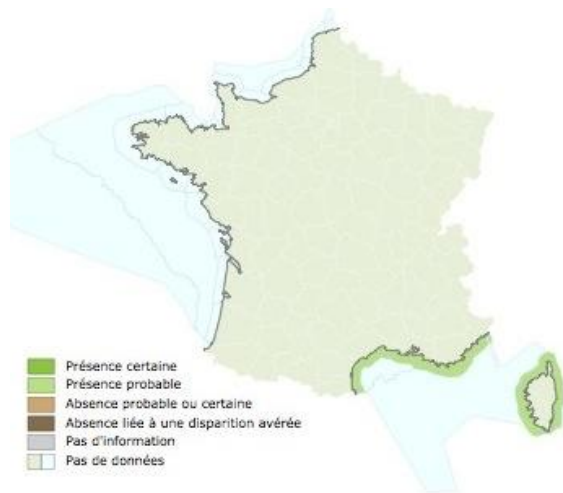 Présence certaine
Présence probable
Absence probable ou certaine
Absence liée à une disparition avérée
Pas d'information
Pas de données